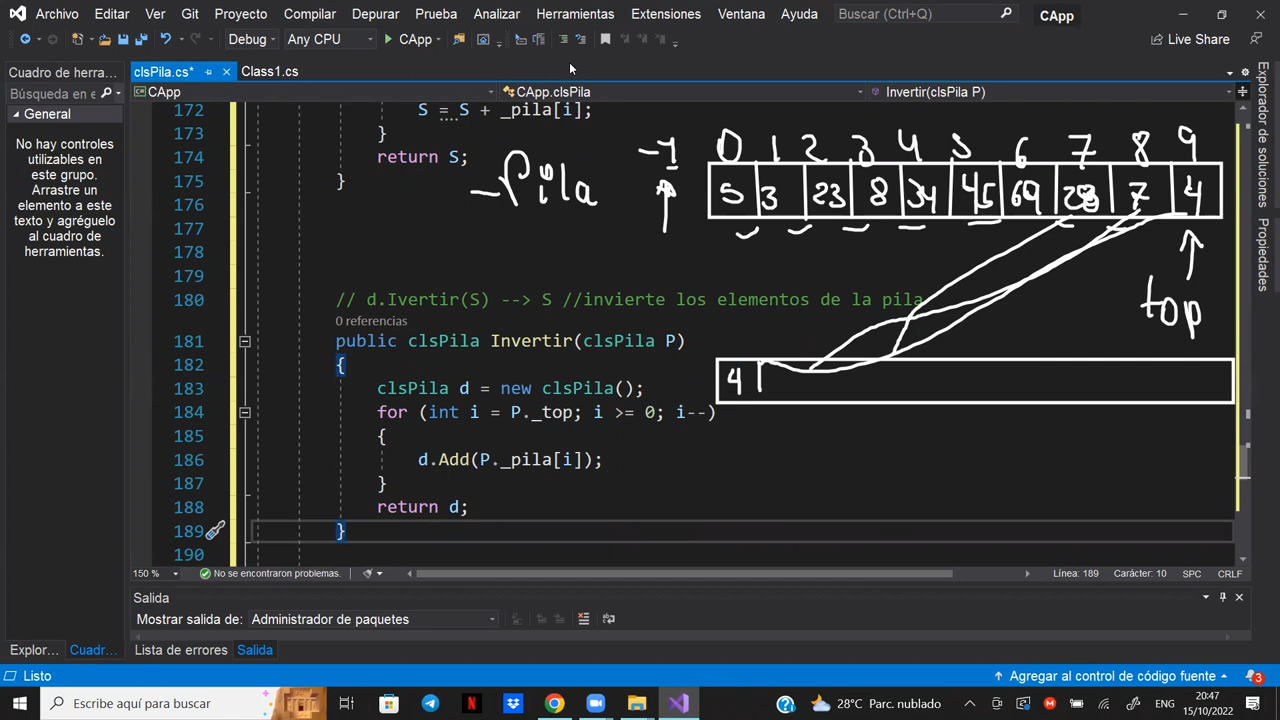 Archivo Editar Ver Git Proyecto Compilar Depurar Prueba Analizar Herramientas Extensiones Ventana Ayuda Buscar (Ctrl+Q) CApp
Debug Any CPU CApp Live Share
Cuadro de herra...
Búsqueda en e
General
No hay controles
utilizables en
este grupo.
Arrastre un
elemento a este
texto y agréguelo
al cuadro de
herramientas.
clsPila.cs* Class1.cs
CApp CApp.clsPila Invertir(clsPila P)
172 S = S + _pila[i];
173 }
174 return S;
175 }
176
177
178
179
180 // d.Ivertir(S) --> S //invierte los elementos de la pila
0 referencias
181 public clsPila Invertir(clsPila P)
182 {
183 clsPila d = new clsPila();
184 for (int i = P._top; i >= 0; i--)
185 {
186 d.Add(P._pila[i]);
187 }
188 return d;
189 }
190
-Pila
-1 0 1 2 3 4 5 6 7 8 9
5 3 23 8 34 45 69 28 7 4
top
4
150 % No se encontraron problemas. Línea: 189 Carácter: 10 SPC CRLF
Salida
Mostrar salida de: Administrador de paquetes
Explor... Cuadr... Lista de errores Salida
Explorador de soluciones
Propiedades
Listo Agregar al control de código fuente 3
Escribe aquí para buscar
28°C Parc. nublado ENG 20:47
15/10/2022